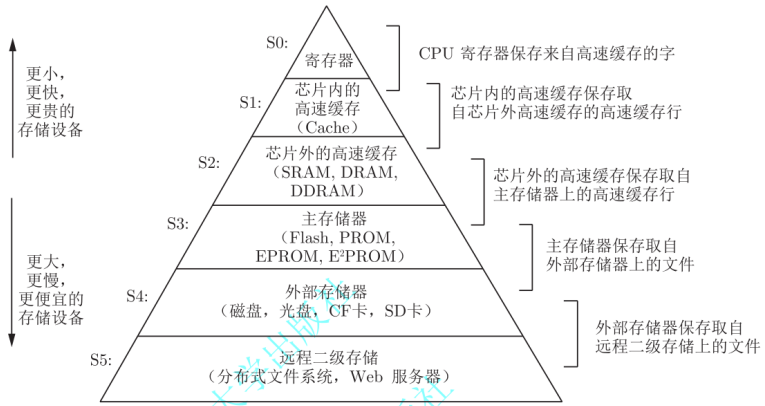 S0:
寄存器
CPU 寄存器保存来自高速缓存的字
更小，
更快，
更贵的
存储设备
S1:
芯片内的
高速缓存
（Cache）
芯片内的高速缓存保存取
自芯片外高速缓存的高速缓存行
S2:
芯片外的高速缓存
（SRAM, DRAM,
DDRAM）
芯片外的高速缓存保存取自
主存储器上的高速缓存行
S3:
主存储器
（Flash, PROM,
EPROM, E²PROM）
主存储器保存取自
外部存储器上的文件
更大，
更慢，
更便宜的
存储设备
S4:
外部存储器
（磁盘，光盘，CF卡，SD卡）
外部存储器保存取自
远程二级存储上的文件
S5:
远程二级存储
（分布式文件系统，Web 服务器）
大学出版社
出版社